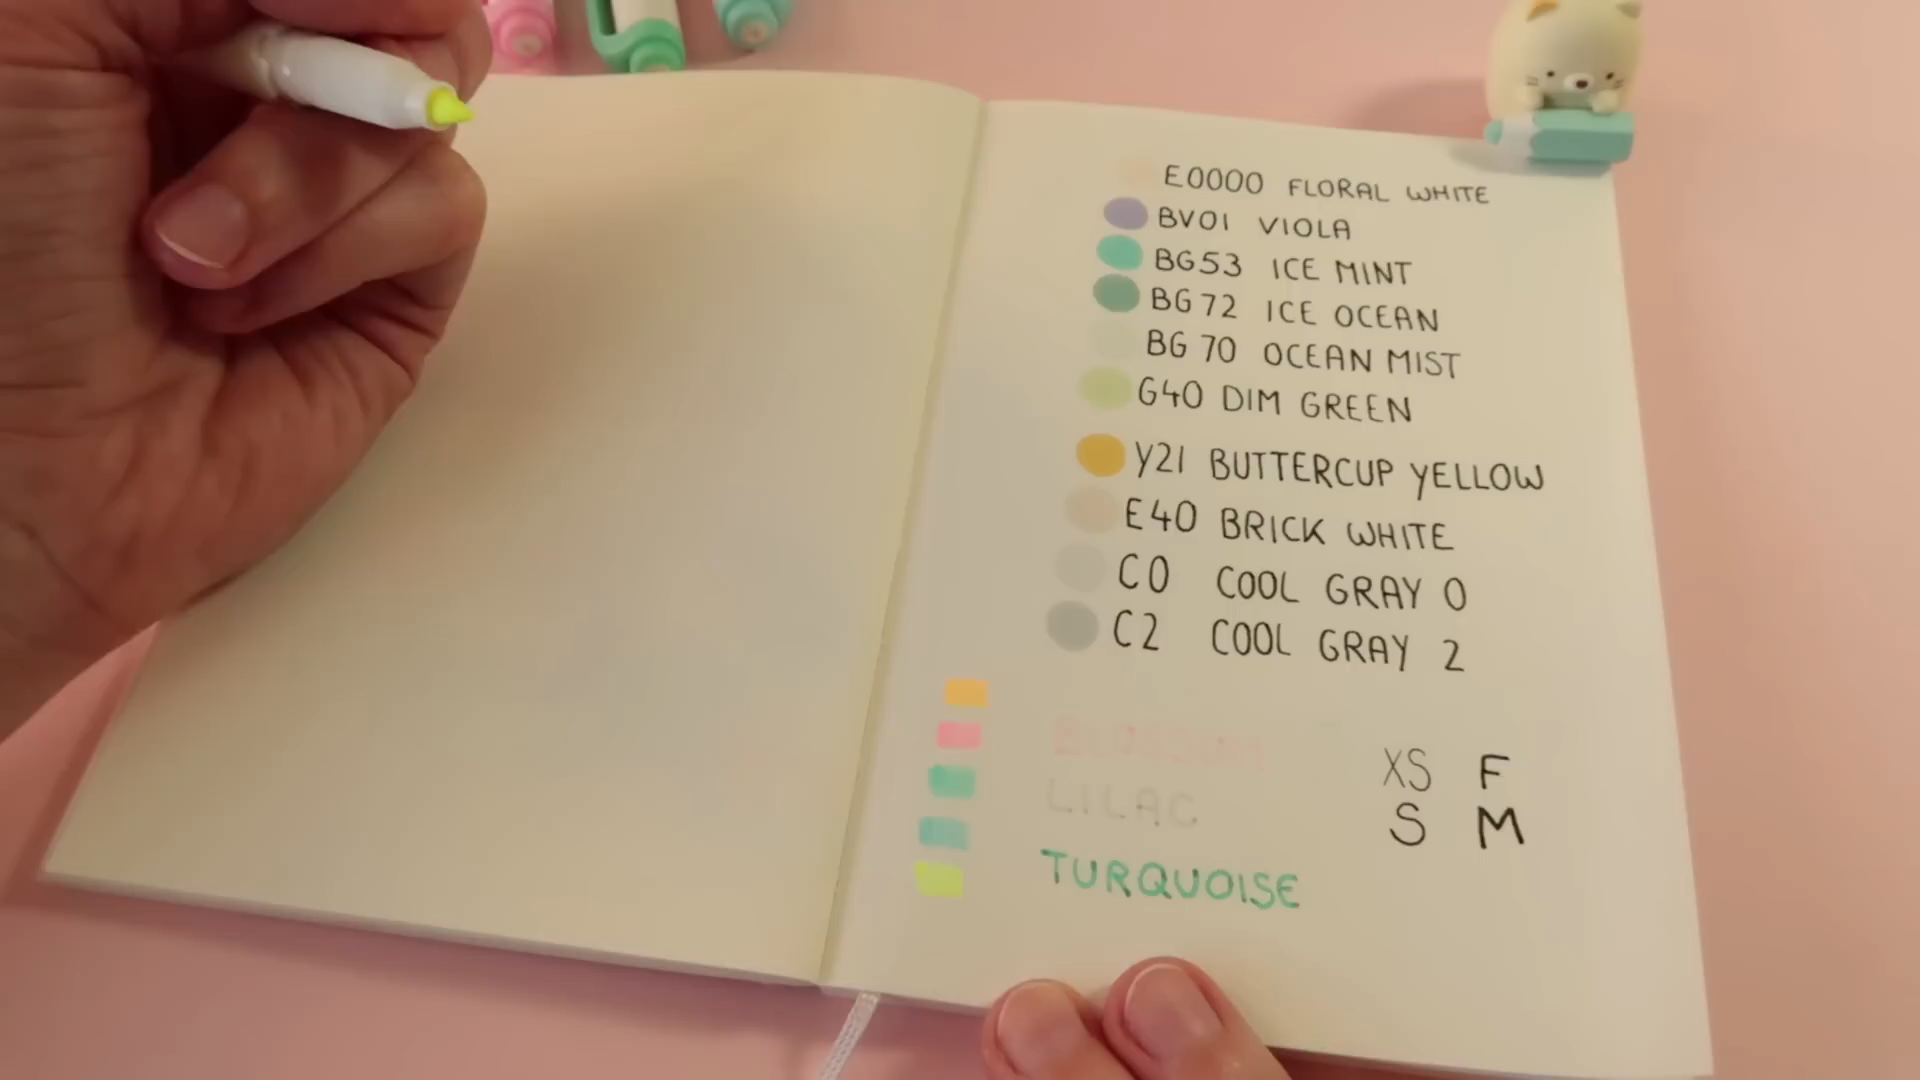 E0000 FLORAL WHITE
BV01 VIOLA
BG53 ICE MINT
BG72 ICE OCEAN
BG70 OCEAN MIST
G40 DIM GREEN
Y21 BUTTERCUP YELLOW
E40 BRICK WHITE
C0 COOL GRAY 0
C2 COOL GRAY 2
BLOSSOM
LILAC
TURQUOISE
XS F
S M